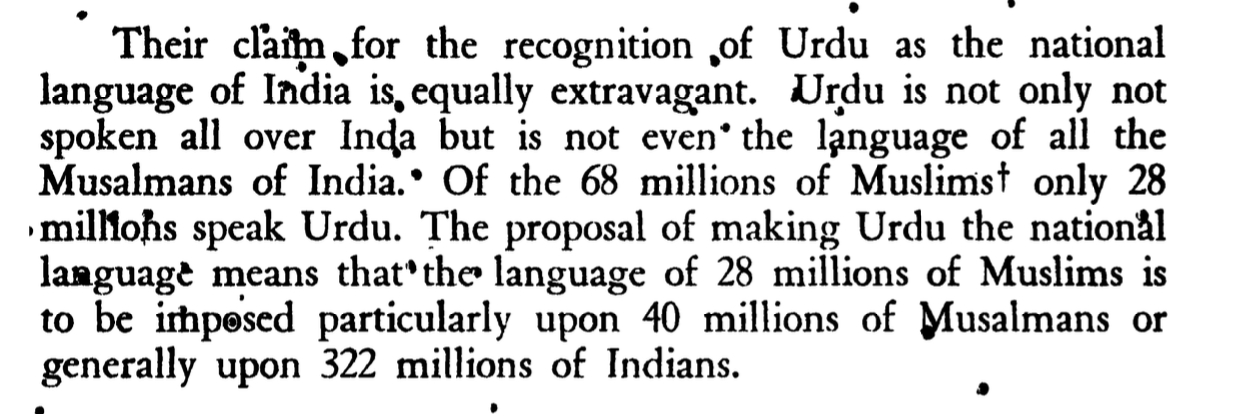 Their claim for the recognition of Urdu as the national
language of India is equally extravagant. Urdu is not only not
spoken all over Inda but is not even the language of all the
Musalmans of India. Of the 68 millions of Muslims† only 28
millions speak Urdu. The proposal of making Urdu the national
language means that the language of 28 millions of Muslims is
to be imposed particularly upon 40 millions of Musalmans or
generally upon 322 millions of Indians.